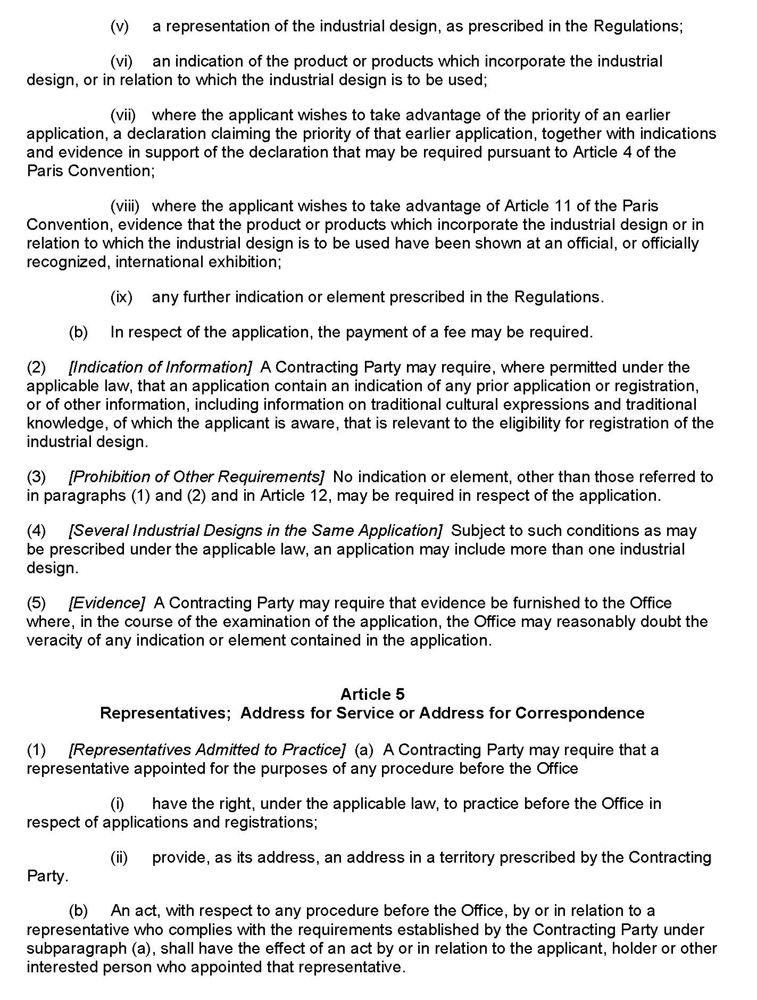 (v) a representation of the industrial design, as prescribed in the Regulations;
(vi) an indication of the product or products which incorporate the industrial
design, or in relation to which the industrial design is to be used;
(vii) where the applicant wishes to take advantage of the priority of an earlier
application, a declaration claiming the priority of that earlier application, together with indications
and evidence in support of the declaration that may be required pursuant to Article 4 of the
Paris Convention;
(viii) where the applicant wishes to take advantage of Article 11 of the Paris
Convention, evidence that the product or products which incorporate the industrial design or in
relation to which the industrial design is to be used have been shown at an official, or officially
recognized, international exhibition;
(ix) any further indication or element prescribed in the Regulations.
(b) In respect of the application, the payment of a fee may be required.
(2) [Indication of Information] A Contracting Party may require, where permitted under the
applicable law, that an application contain an indication of any prior application or registration,
or of other information, including information on traditional cultural expressions and traditional
knowledge, of which the applicant is aware, that is relevant to the eligibility for registration of the
industrial design.
(3) [Prohibition of Other Requirements] No indication or element, other than those referred to
in paragraphs (1) and (2) and in Article 12, may be required in respect of the application.
(4) [Several Industrial Designs in the Same Application] Subject to such conditions as may
be prescribed under the applicable law, an application may include more than one industrial
design.
(5) [Evidence] A Contracting Party may require that evidence be furnished to the Office
where, in the course of the examination of the application, the Office may reasonably doubt the
veracity of any indication or element contained in the application.
Article 5
Representatives; Address for Service or Address for Correspondence
(1) [Representatives Admitted to Practice] (a) A Contracting Party may require that a
representative appointed for the purposes of any procedure before the Office
(i) have the right, under the applicable law, to practice before the Office in
respect of applications and registrations;
(ii) provide, as its address, an address in a territory prescribed by the Contracting
Party.
(b) An act, with respect to any procedure before the Office, by or in relation to a
representative who complies with the requirements established by the Contracting Party under
subparagraph (a), shall have the effect of an act by or in relation to the applicant, holder or other
interested person who appointed that representative.